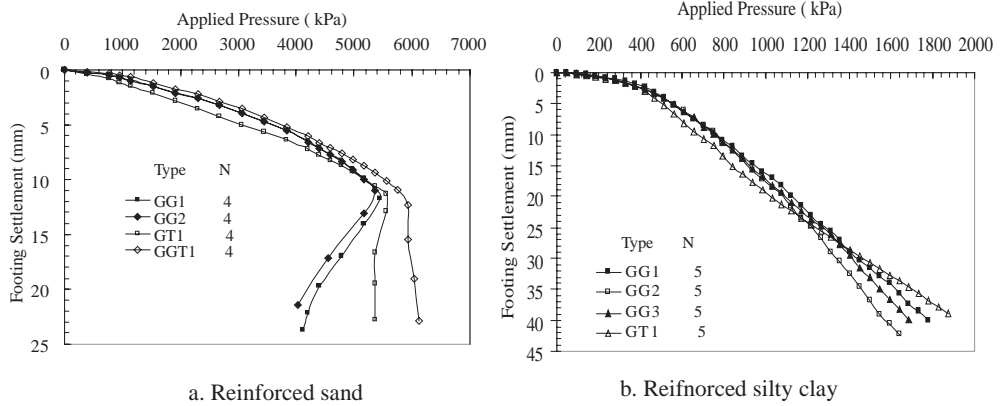 Applied Pressure ( kPa)
0 1000 2000 3000 4000 5000 6000 7000
0
5
10
15
20
25
Footing Settlement (mm)
Type N
GG1 4
GG2 4
GT1 4
GGT1 4
a. Reinforced sand
Applied Pressure ( kPa)
0 200 400 600 800 1000 1200 1400 1600 1800 2000
0
5
10
15
20
25
30
35
40
45
Footing Settlement (mm)
Type N
GG1 5
GG2 5
GG3 5
GT1 5
b. Reifnorced silty clay